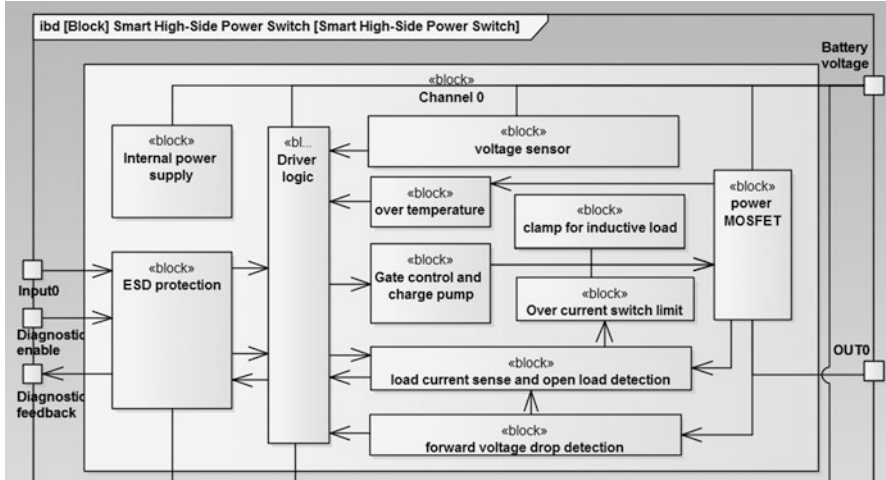 ibd [Block] Smart High-Side Power Switch [Smart High-Side Power Switch]
Battery
voltage
«block»
Channel 0
«block»
Internal power
supply
«bl...
Driver
logic
«block»
voltage sensor
«block»
over temperature
«block»
power
MOSFET
«block»
clamp for inductive load
«block»
ESD protection
«block»
Gate control and
charge pump
«block»
Over current switch limit
Input0
Diagnostic
enable
OUT0
«block»
load current sense and open load detection
Diagnostic
feedback
«block»
forward voltage drop detection